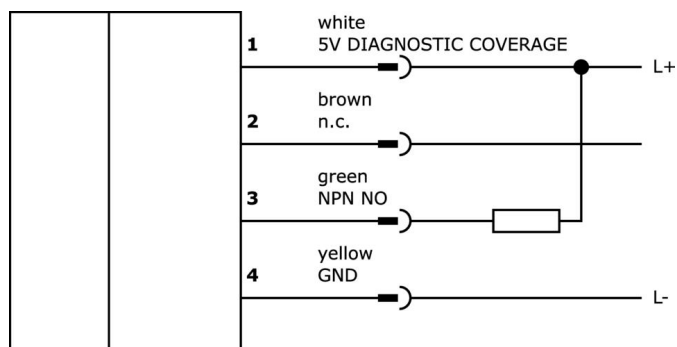 white
1 5V DIAGNOSTIC COVERAGE
L+
brown
2 n.c.
green
3 NPN NO
yellow
4 GND
L-